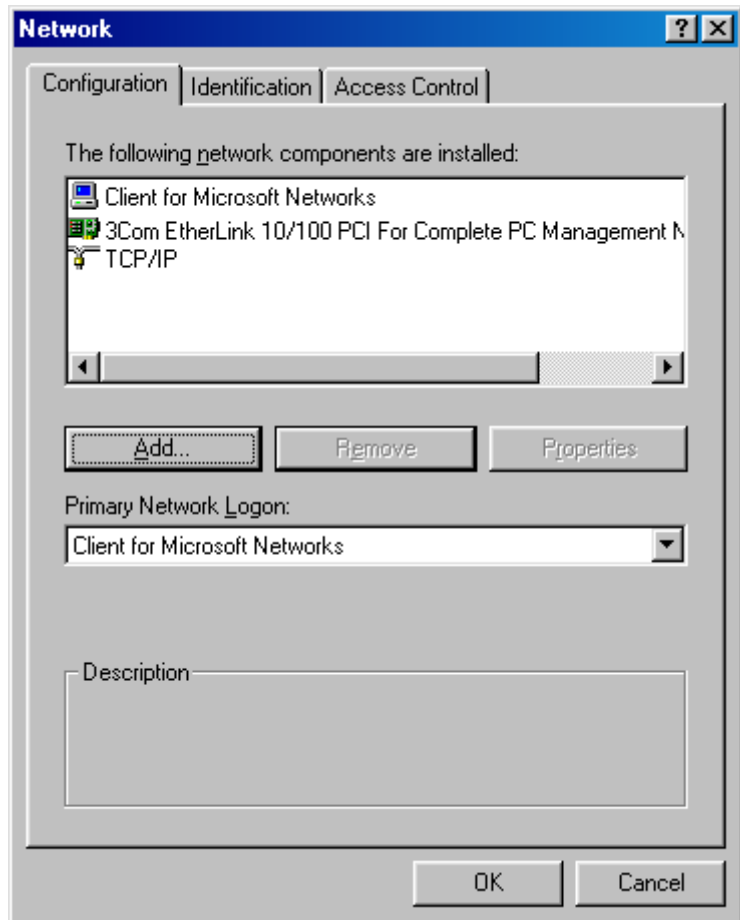 Network
Configuration Identification Access Control
The following network components are installed:
Client for Microsoft Networks
3Com EtherLink 10/100 PCI For Complete PC Management N
TCP/IP
Add... Remove Properties
Primary Network Logon:
Client for Microsoft Networks
Description
OK Cancel